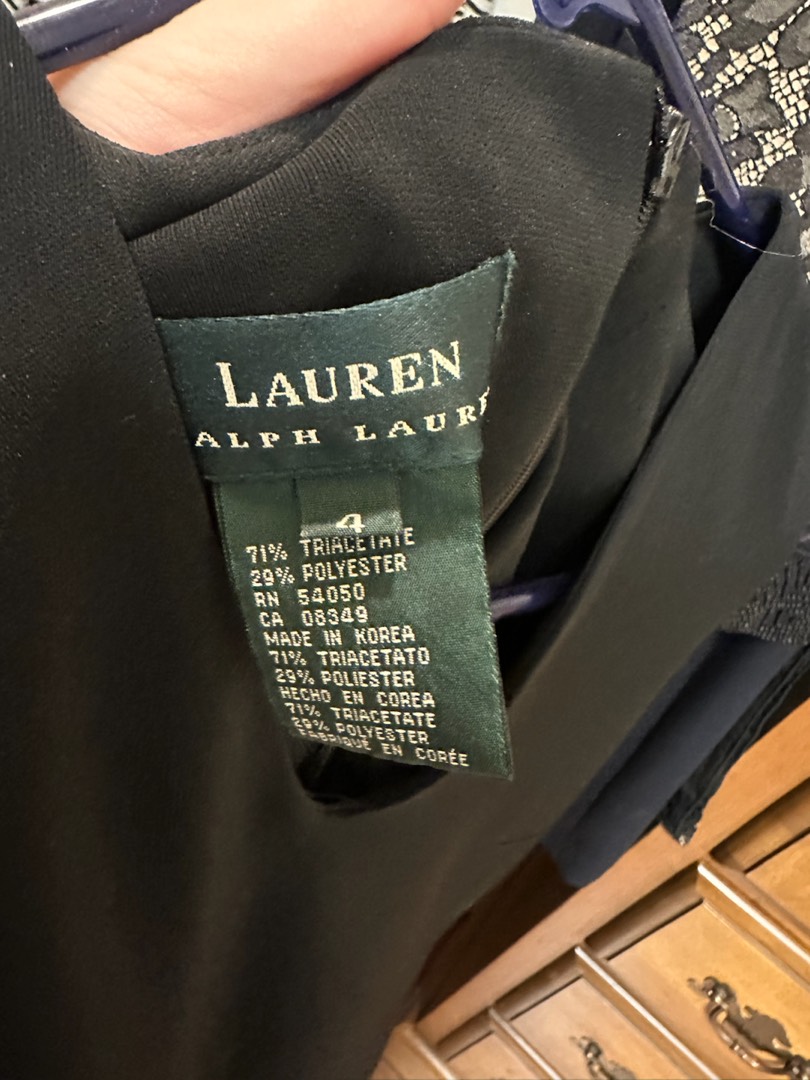 LAUREN
ALPH LAURE
4
71% TRIACETATE
29% POLYESTER
RN 54050
CA 08349
MADE IN KOREA
71% TRIACETATO
29% POLIESTER
HECHO EN COREA
71% TRIACETATE
29% POLYESTER
FABRIQUÉ EN CORÉE